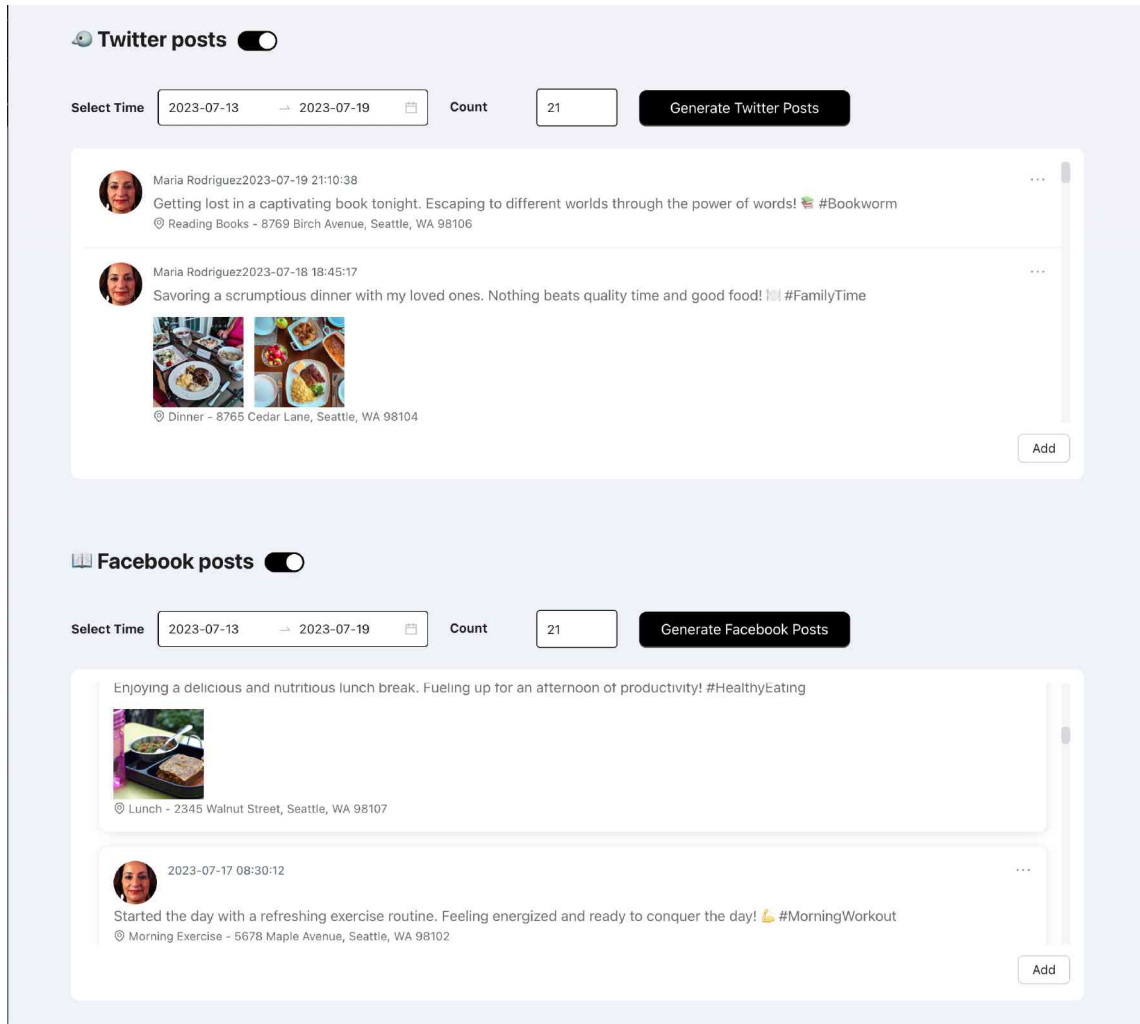 Twitter posts
Select Time 2023-07-13 → 2023-07-19 Count 21 Generate Twitter Posts
Maria Rodriguez2023-07-19 21:10:38 ...
Getting lost in a captivating book tonight. Escaping to different worlds through the power of words! 📚 #Bookworm
Reading Books - 8769 Birch Avenue, Seattle, WA 98106
Maria Rodriguez2023-07-18 18:45:17 ...
Savoring a scrumptious dinner with my loved ones. Nothing beats quality time and good food! 🍽️ #FamilyTime
Dinner - 8765 Cedar Lane, Seattle, WA 98104
Add
Facebook posts
Select Time 2023-07-13 → 2023-07-19 Count 21 Generate Facebook Posts
Enjoying a delicious and nutritious lunch break. Fueling up for an afternoon of productivity! #HealthyEating
Lunch - 2345 Walnut Street, Seattle, WA 98107
2023-07-17 08:30:12 ...
Started the day with a refreshing exercise routine. Feeling energized and ready to conquer the day! 💪 #MorningWorkout
Morning Exercise - 5678 Maple Avenue, Seattle, WA 98102
Add